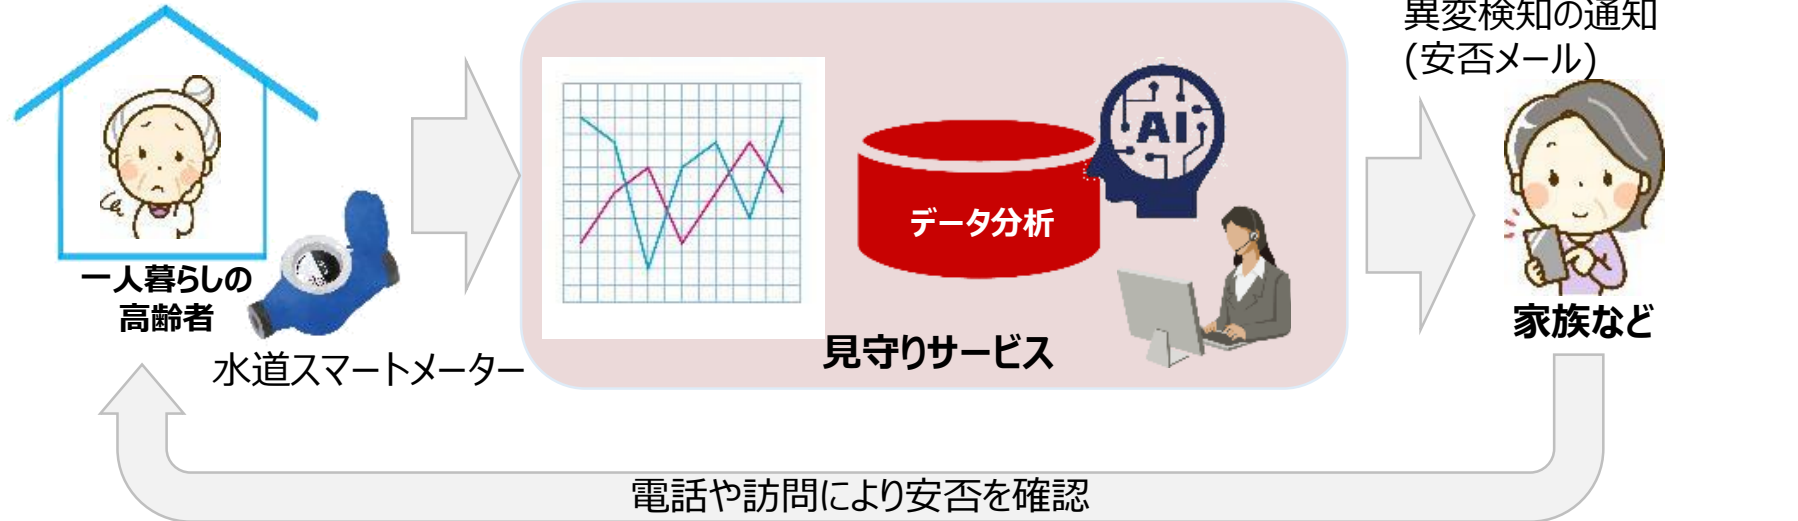 異変検知の通知
(安否メール)
AI
データ分析
一人暮らしの
高齢者
水道スマートメーター
見守りサービス
家族など
電話や訪問により安否を確認